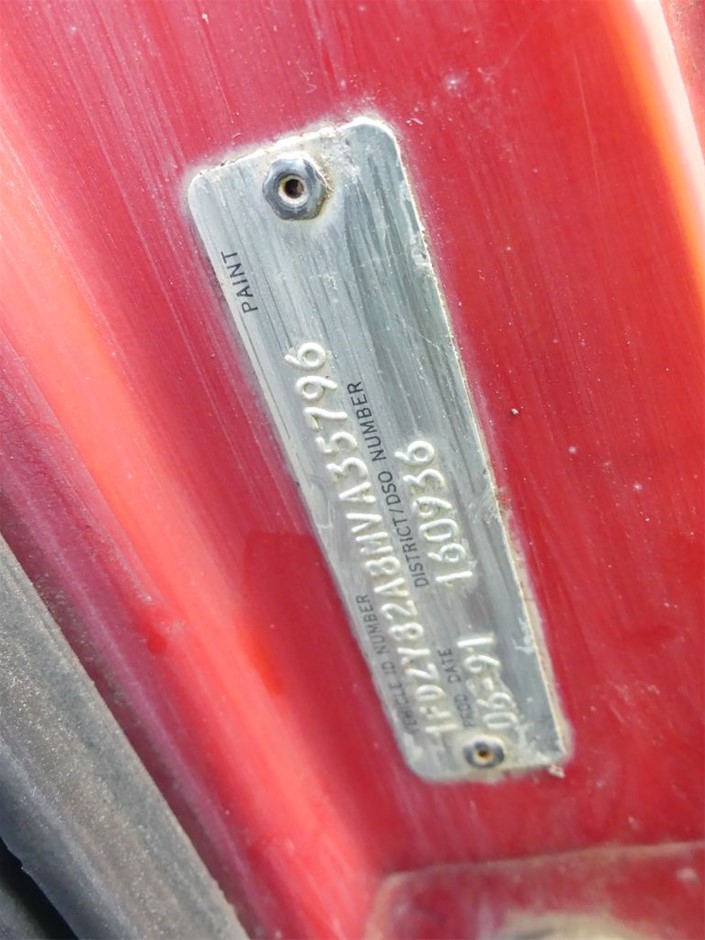 PAINT
VEHICLE ID NUMBER
1FDZY82A8MVA35796
PROD. DATE DISTRICT/DSO NUMBER
06-91 160936